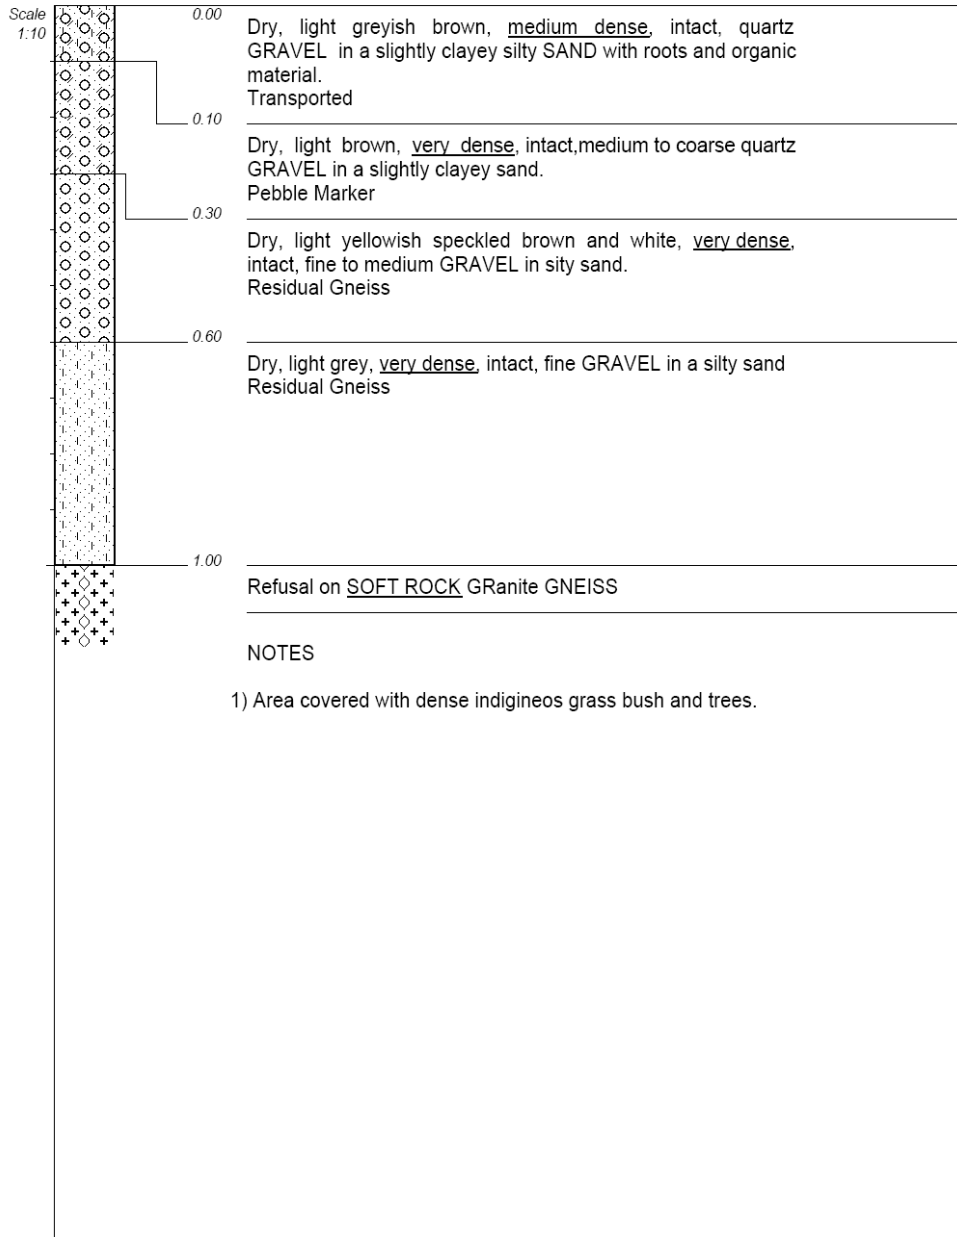 Scale
1:10
0.00
Dry, light greyish brown, medium dense, intact, quartz
GRAVEL in a slightly clayey silty SAND with roots and organic
material.
Transported
0.10
Dry, light brown, very dense, intact,medium to coarse quartz
GRAVEL in a slightly clayey sand.
Pebble Marker
0.30
Dry, light yellowish speckled brown and white, very dense,
intact, fine to medium GRAVEL in sity sand.
Residual Gneiss
0.60
Dry, light grey, very dense, intact, fine GRAVEL in a silty sand
Residual Gneiss
1.00
Refusal on SOFT ROCK GRanite GNEISS
NOTES
1) Area covered with dense indigineos grass bush and trees.